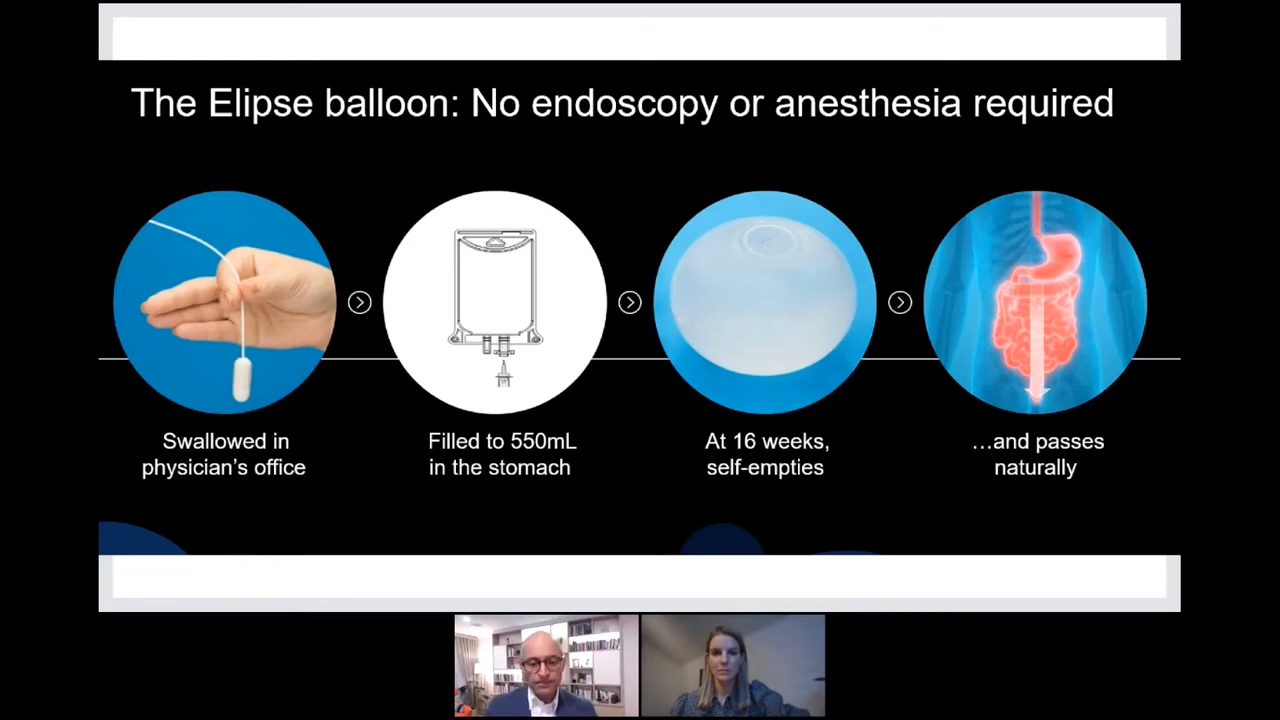 The Elipse balloon: No endoscopy or anesthesia required
Swallowed in
physician’s office
Filled to 550mL
in the stomach
At 16 weeks,
self-empties
…and passes
naturally